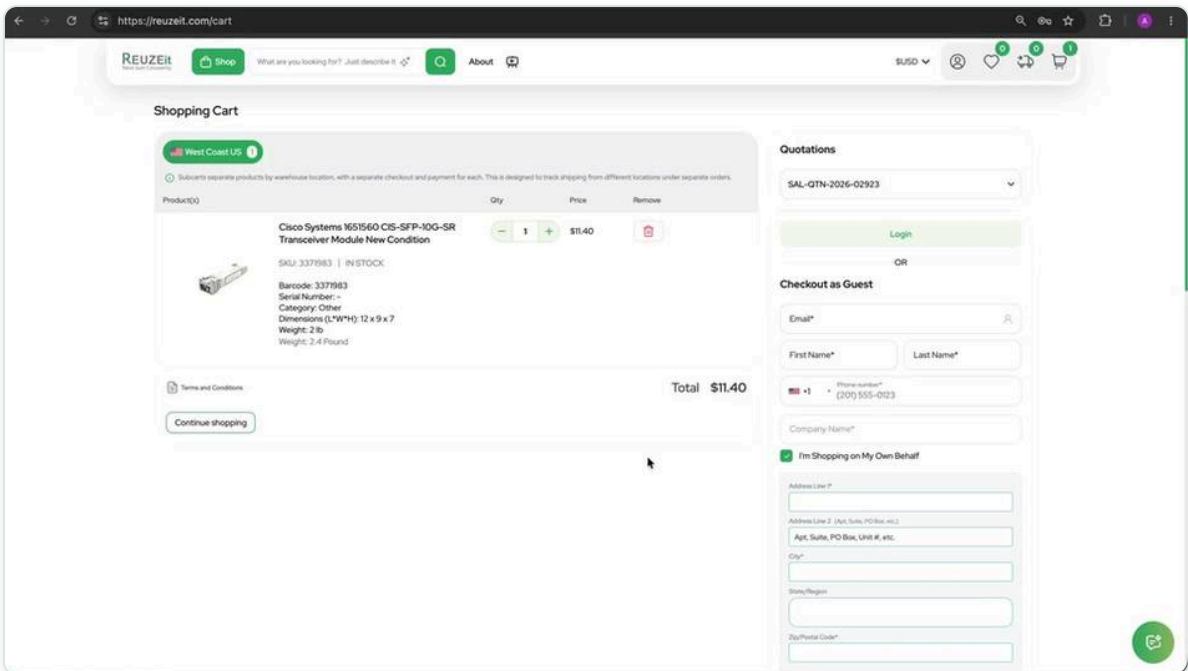 https://reuzeit.com/cart
A
REUZEit
Shop
What are you looking for? Just describe it
About
$USD
0
0
1
Shopping Cart
West Coast US 1
Subcarts separate products by warehouse location, with a separate checkout and payment for each. This is designed to track shipping from different locations under separate orders.
Product(s) Qty Price Remove
Cisco Systems 1651560 CIS-SFP-10G-SR
Transceiver Module New Condition
− 1 + $11.40
SKU: 3371983 | IN STOCK
Barcode: 3371983
Serial Number: -
Category: Other
Dimensions (L*W*H): 12 x 9 x 7
Weight: 2 lb
Weight: 2.4 Pound
Terms and Conditions
Total $11.40
Continue shopping
Quotations
SAL-QTN-2026-02923
Login
OR
Checkout as Guest
Email*
First Name* Last Name*
+1
Phone number*
(201) 555-0123
Company Name*
I'm Shopping on My Own Behalf
Address Line 1*
Address Line 2 (Apt, Suite, PO Box, etc.)
Apt, Suite, PO Box, Unit #, etc.
City*
State/Region
Zip/Postal Code*